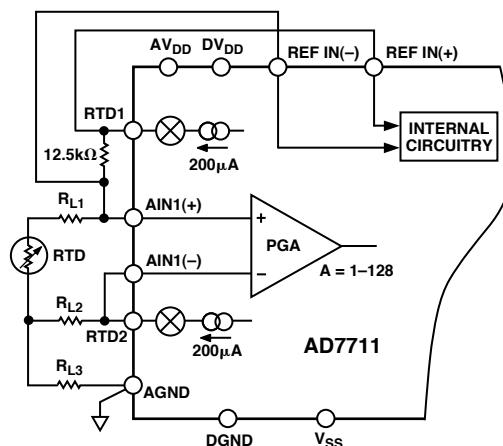 AVDD DVDD REF IN(–) REF IN(+)
RTD1
12.5kΩ
200µA
INTERNAL
CIRCUITRY
RL1
AIN1(+)
RTD
+
PGA
–
A = 1–128
AIN1(–)
RL2
RTD2
200µA
AD7711
RL3
AGND
DGND
VSS